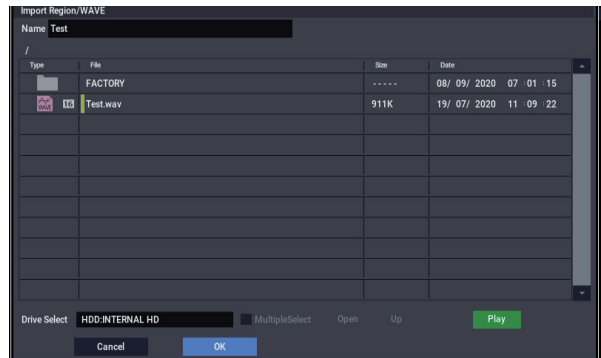 Import Region/WAVE
Name Test
/
Type File Size Date
FACTORY ----- 08/ 09/ 2020 07 :01 :15
WAVE 16 Test.wav 911K 19/ 07/ 2020 11 :09 :22
Drive Select HDD:INTERNAL HD MultipleSelect Open Up Play
Cancel OK